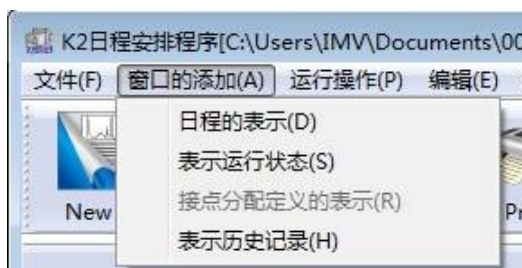 K2日程安排程序[C:\Users\IMV\Documents\00
文件(F) 窗口的添加(A) 运行操作(P) 编辑(E)
日程的表示(D)
表示运行状态(S)
接点分配定义的表示(R)
表示历史记录(H)
New
Pr